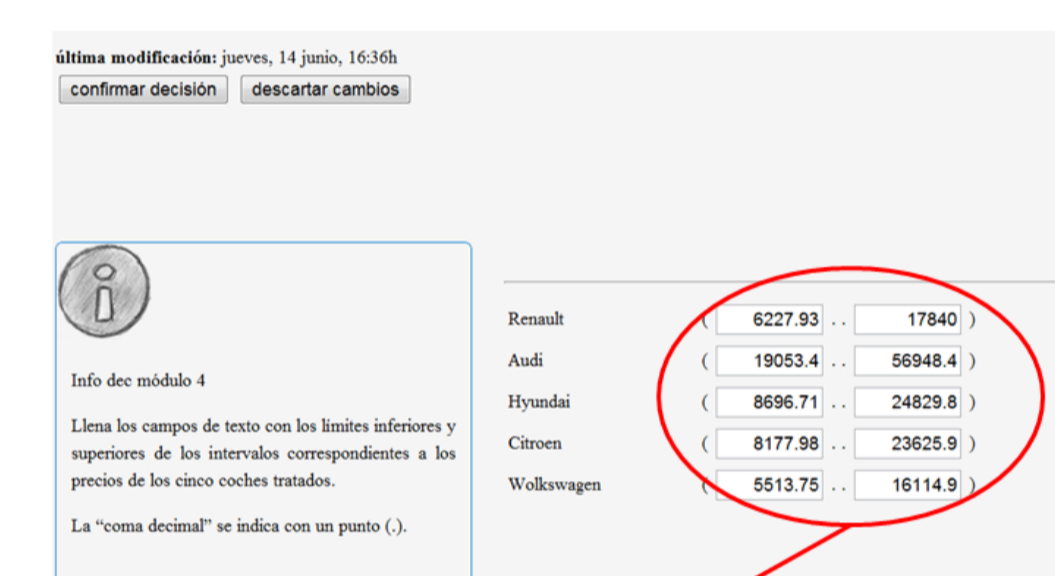 última modificación: jueves, 14 junio, 16:36h
confirmar decisión descartar cambios
Info dec módulo 4
Llena los campos de texto con los límites inferiores y
superiores de los intervalos correspondientes a los
precios de los cinco coches tratados.
La “coma decimal” se indica con un punto (.).
Renault ( 6227.93 . . 17840 )
Audi ( 19053.4 . . 56948.4 )
Hyundai ( 8696.71 . . 24829.8 )
Citroen ( 8177.98 . . 23625.9 )
Wolkswagen ( 5513.75 . . 16114.9 )